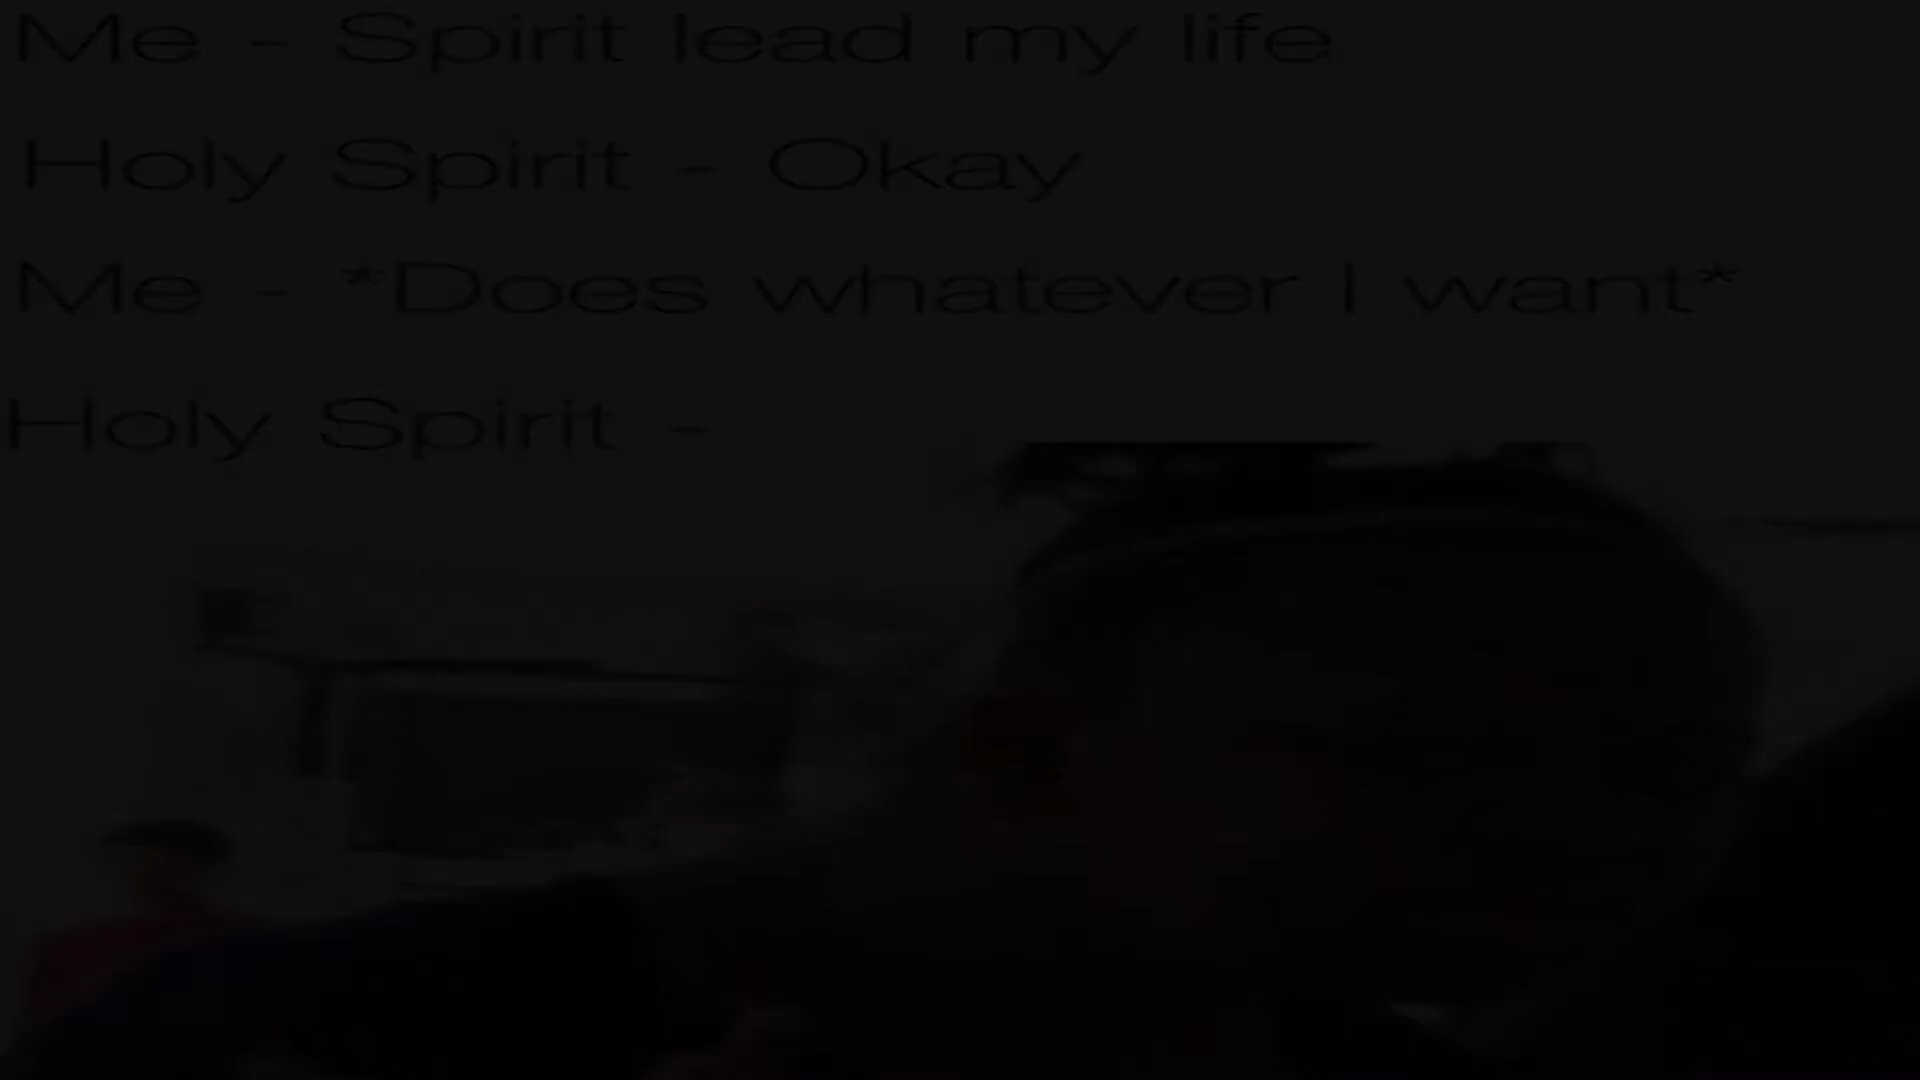 Me - Spirit lead my life
Holy Spirit - Okay
Me - *Does whatever I want*
Holy Spirit -